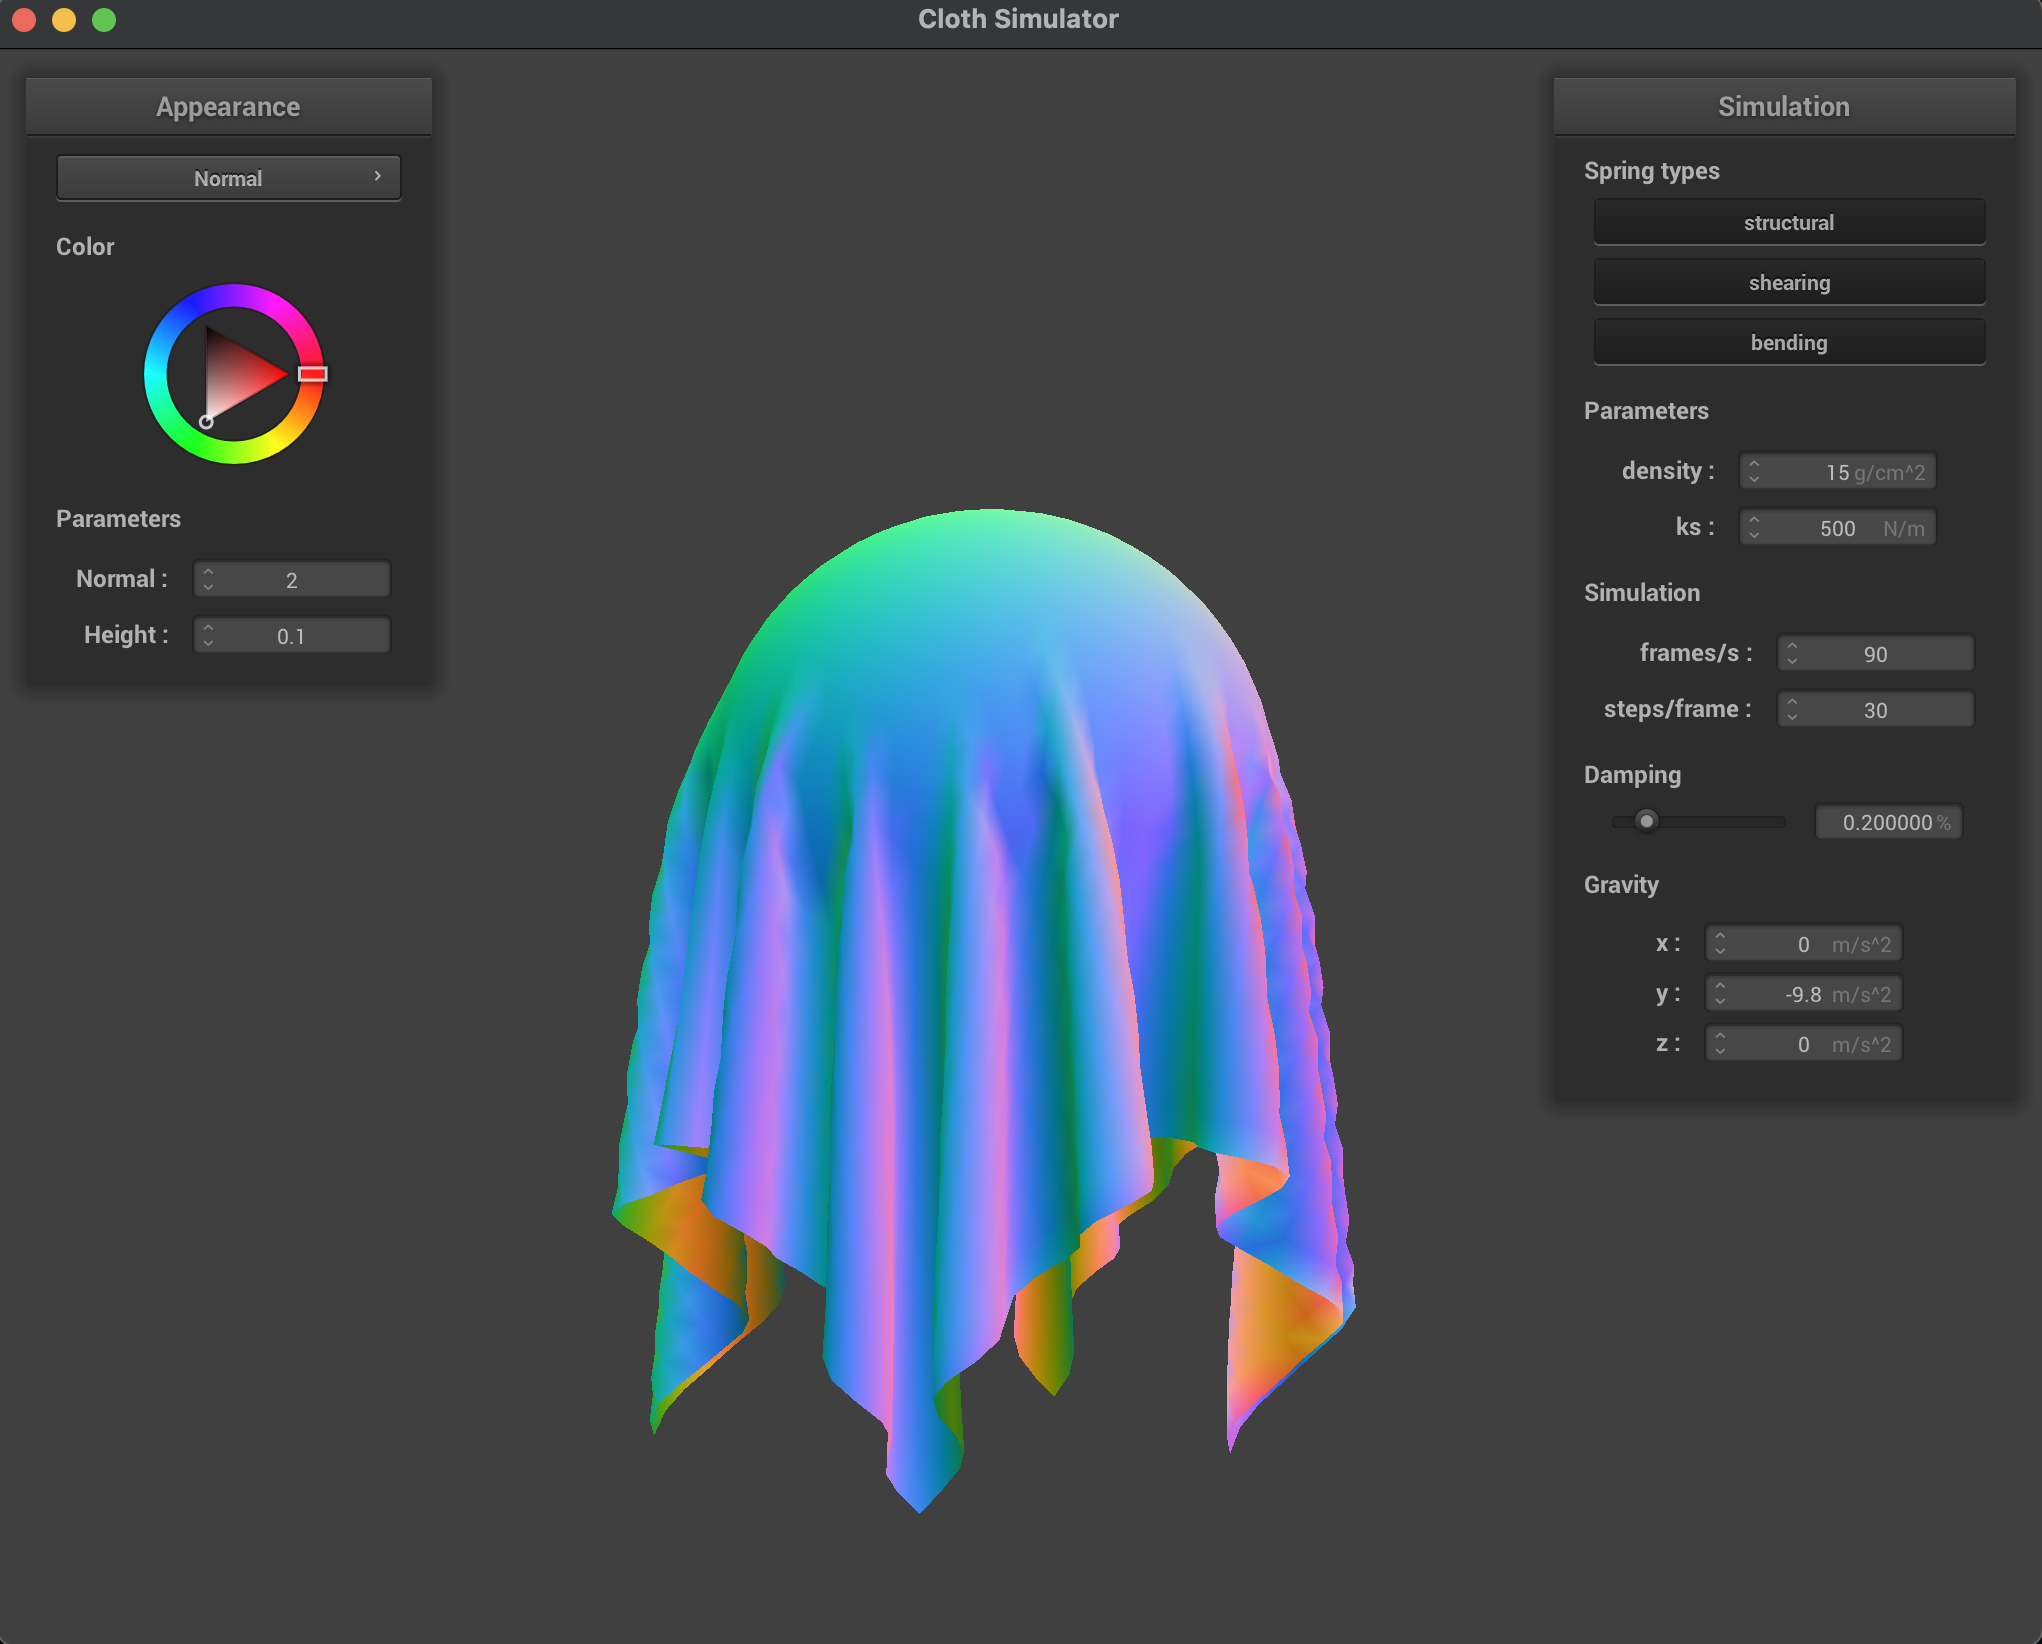 Cloth Simulator
Appearance
Normal
Color
Parameters
Normal : 2
Height : 0.1
Simulation
Spring types
structural
shearing
bending
Parameters
density : 15 g/cm^2
ks : 500 N/m
Simulation
frames/s : 90
steps/frame : 30
Damping
0.200000 %
Gravity
x : 0 m/s^2
y : -9.8 m/s^2
z : 0 m/s^2